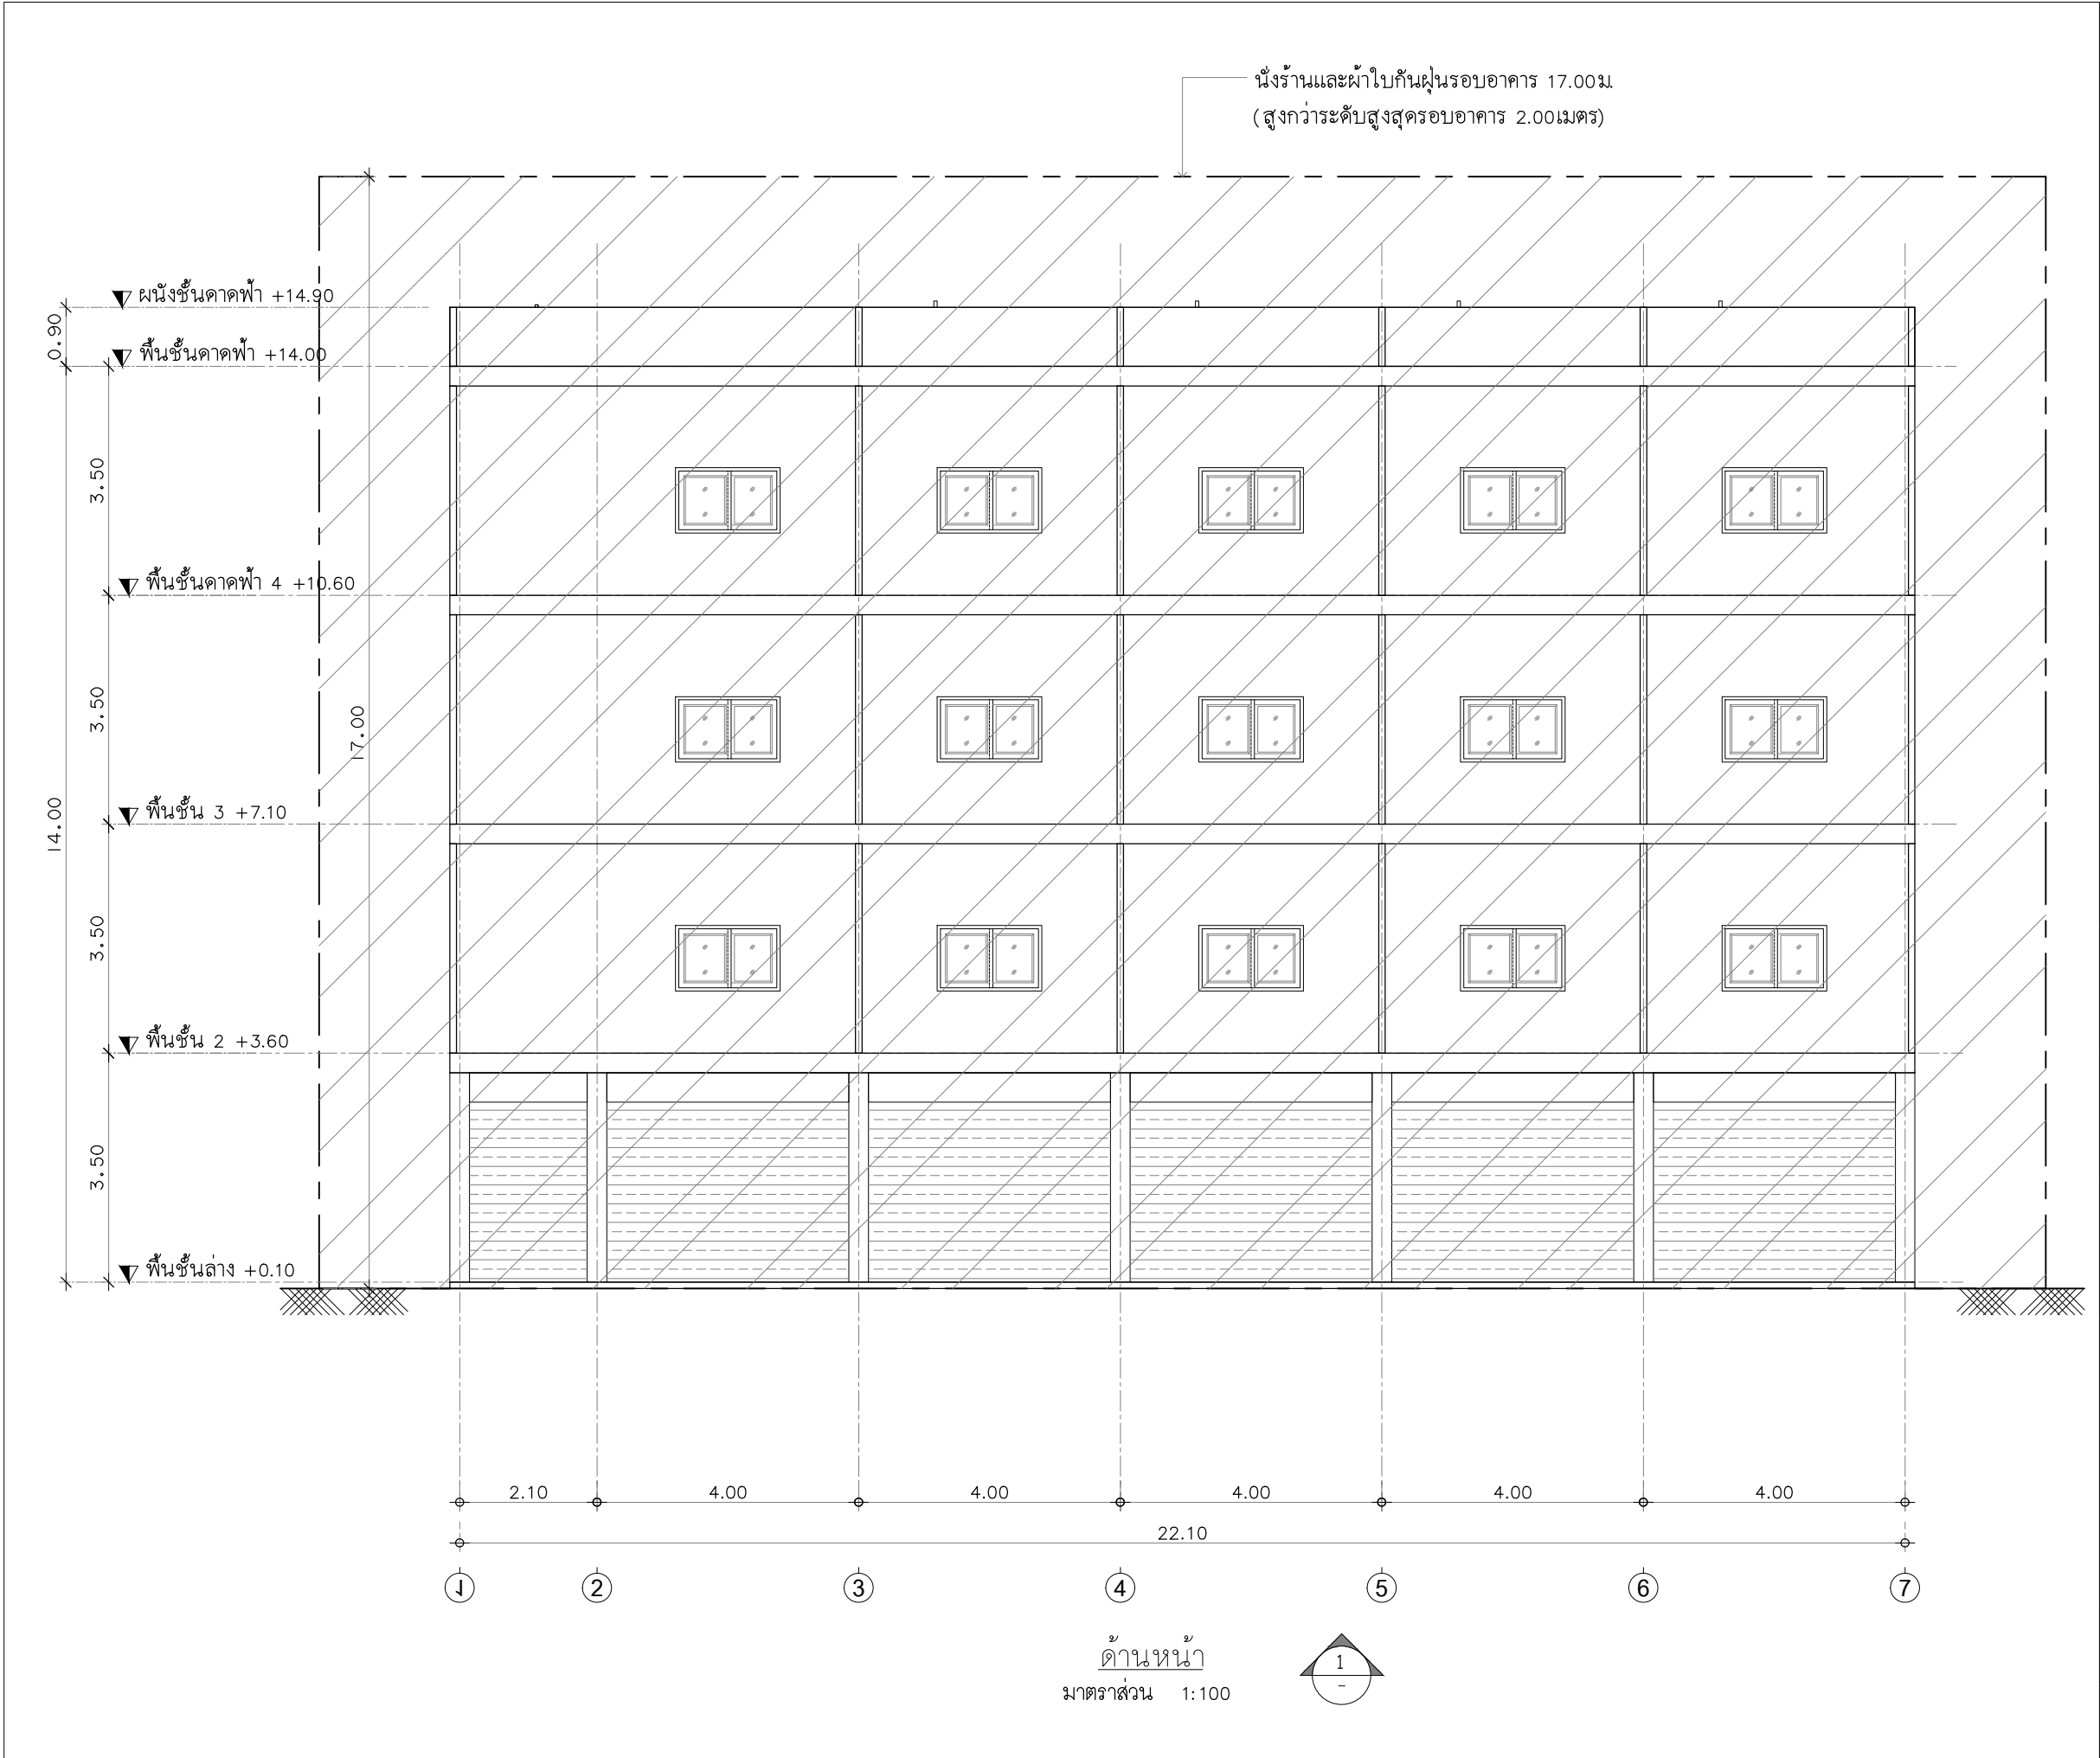 นั่งร้านและผ้าใบกันฝุ่นรอบอาคาร 17.00ม.
(สูงกว่าระดับสูงสุดรอบอาคาร 2.00เมตร)
ผนังชั้นดาดฟ้า +14.90
0.90
พื้นชั้นดาดฟ้า +14.00
3.50
พื้นชั้นดาดฟ้า 4 +10.60
3.50
17.00
พื้นชั้น 3 +7.10
14.00
3.50
พื้นชั้น 2 +3.60
3.50
พื้นชั้นล่าง +0.10
2.10 4.00 4.00 4.00 4.00 4.00
22.10
1 2 3 4 5 6 7
ด้านหน้า
มาตราส่วน 1:100
1
-